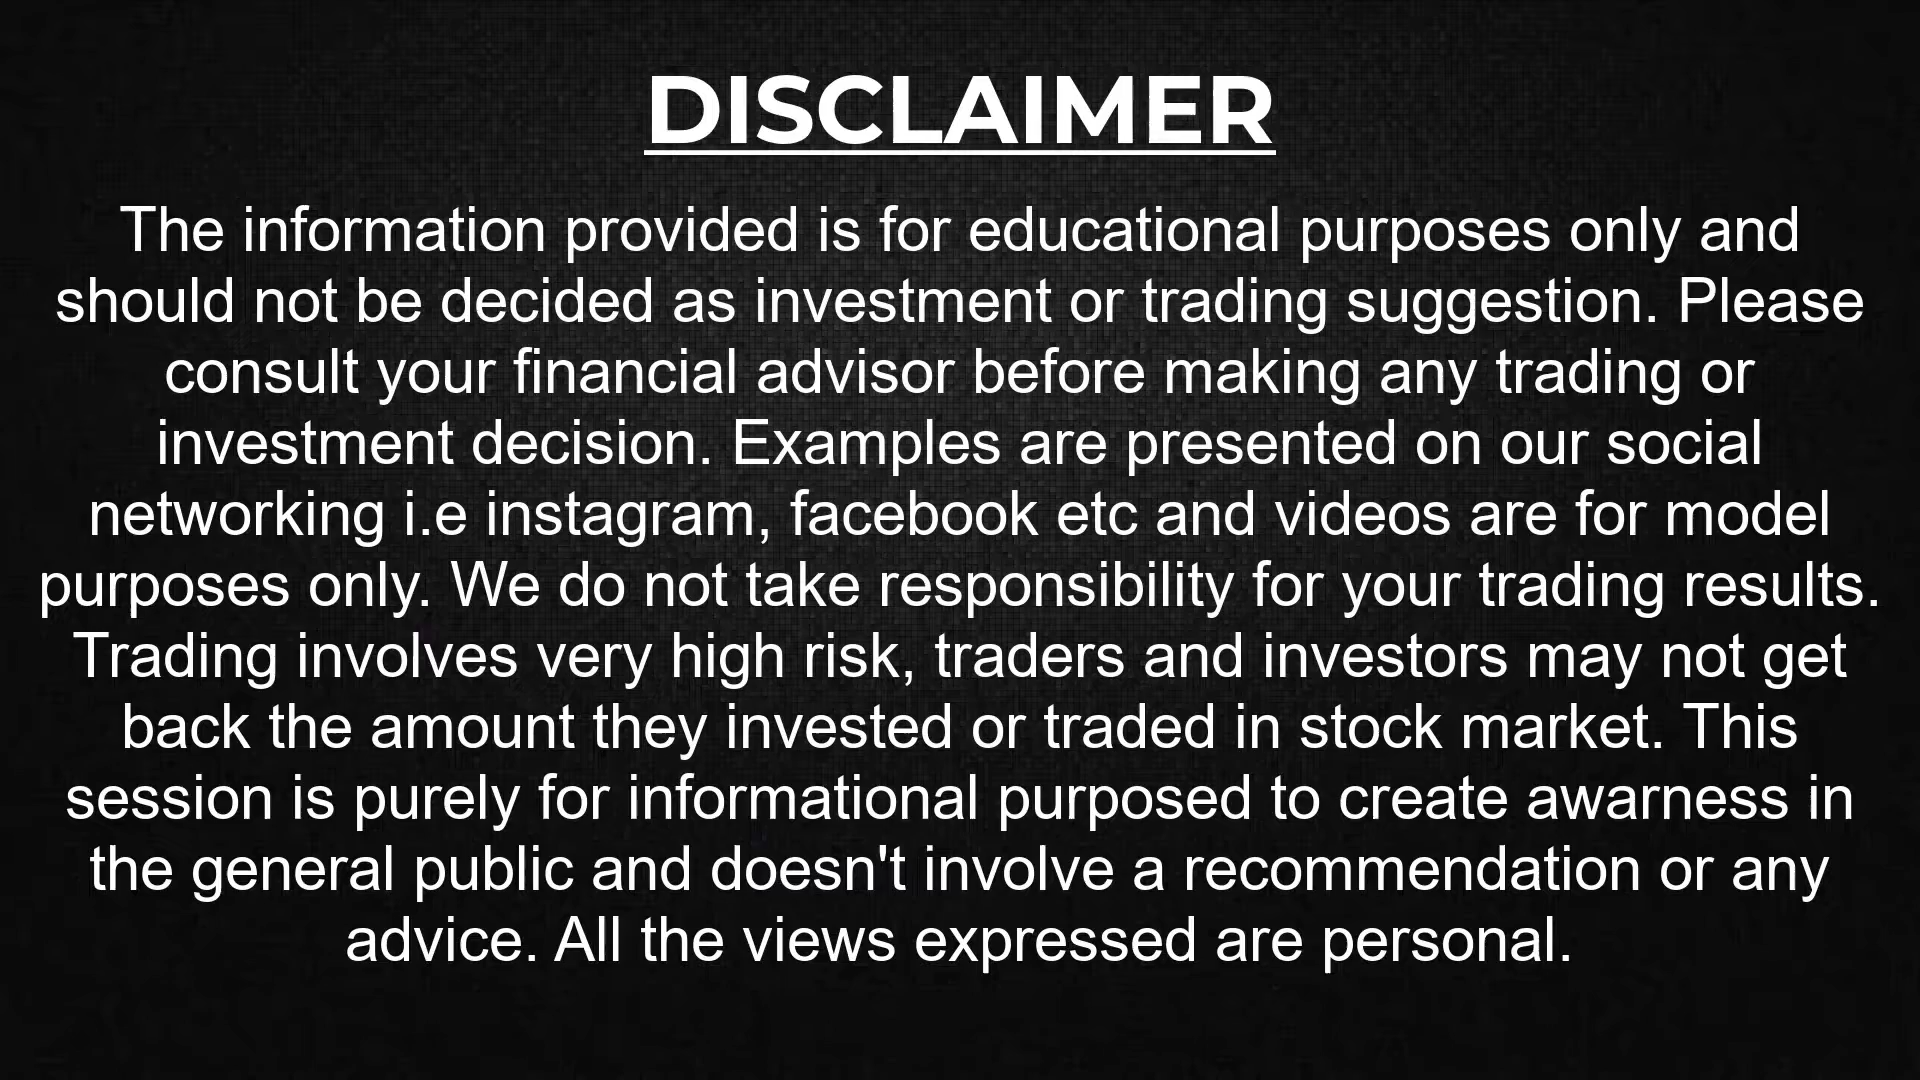 DISCLAIMER
The information provided is for educational purposes only and
should not be decided as investment or trading suggestion. Please
consult your financial advisor before making any trading or
investment decision. Examples are presented on our social
networking i.e instagram, facebook etc and videos are for model
purposes only. We do not take responsibility for your trading results.
Trading involves very high risk, traders and investors may not get
back the amount they invested or traded in stock market. This
session is purely for informational purposed to create awarness in
the general public and doesn't involve a recommendation or any
advice. All the views expressed are personal.